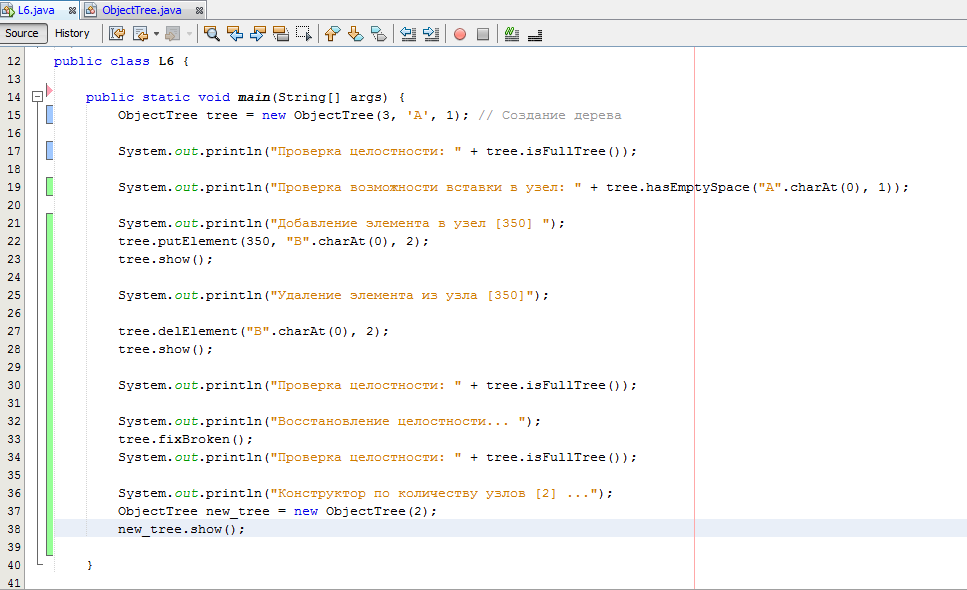 L6.java ObjectTree.java
Source History
12 public class L6 {
13
14 public static void main(String[] args) {
15 ObjectTree tree = new ObjectTree(3, 'A', 1); // Создание дерева
16
17 System.out.println("Проверка целостности: " + tree.isFullTree());
18
19 System.out.println("Проверка возможности вставки в узел: " + tree.hasEmptySpace("A".charAt(0), 1));
20
21 System.out.println("Добавление элемента в узел [350] ");
22 tree.putElement(350, "B".charAt(0), 2);
23 tree.show();
24
25 System.out.println("Удаление элемента из узла [350]");
26
27 tree.delElement("B".charAt(0), 2);
28 tree.show();
29
30 System.out.println("Проверка целостности: " + tree.isFullTree());
31
32 System.out.println("Восстановление целостности... ");
33 tree.fixBroken();
34 System.out.println("Проверка целостности: " + tree.isFullTree());
35
36 System.out.println("Конструктор по количеству узлов [2] ...");
37 ObjectTree new_tree = new ObjectTree(2);
38 new_tree.show();
39
40 }
41